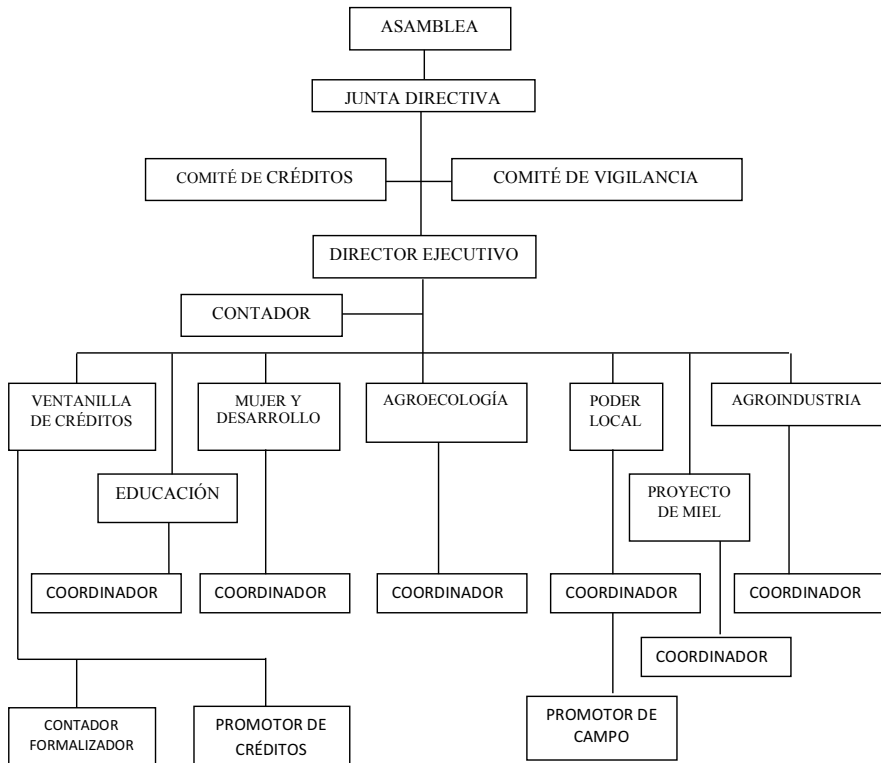 ASAMBLEA
JUNTA DIRECTIVA
COMITÉ DE CRÉDITOS
COMITÉ DE VIGILANCIA
DIRECTOR EJECUTIVO
CONTADOR
VENTANILLA
DE CRÉDITOS
MUJER Y
DESARROLLO
AGROECOLOGÍA
PODER
LOCAL
AGROINDUSTRIA
EDUCACIÓN
PROYECTO
DE MIEL
COORDINADOR
COORDINADOR
COORDINADOR
COORDINADOR
COORDINADOR
COORDINADOR
CONTADOR
FORMALIZADOR
PROMOTOR DE
CRÉDITOS
PROMOTOR DE
CAMPO